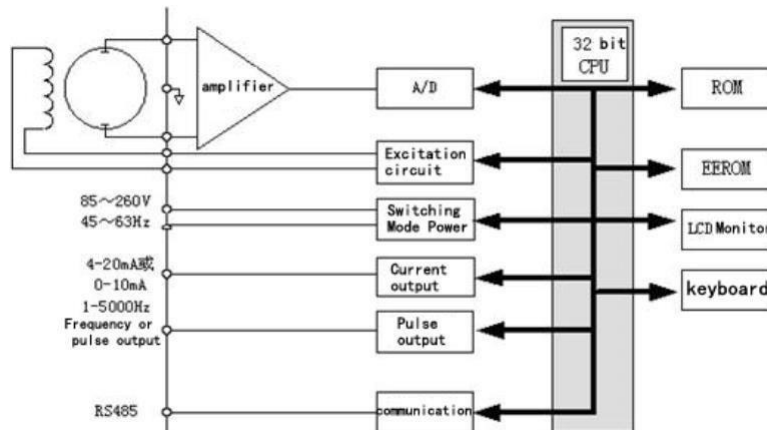 32 bit
CPU
amplifier
A/D
ROM
Excitation
circuit
EEROM
85～260V
45～63Hz
Switching
Mode Power
LCD Monitor
4-20mA或
0-10mA
Current
output
keyboard
1-5000Hz
Frequency or
pulse output
Pulse
output
RS485
communication